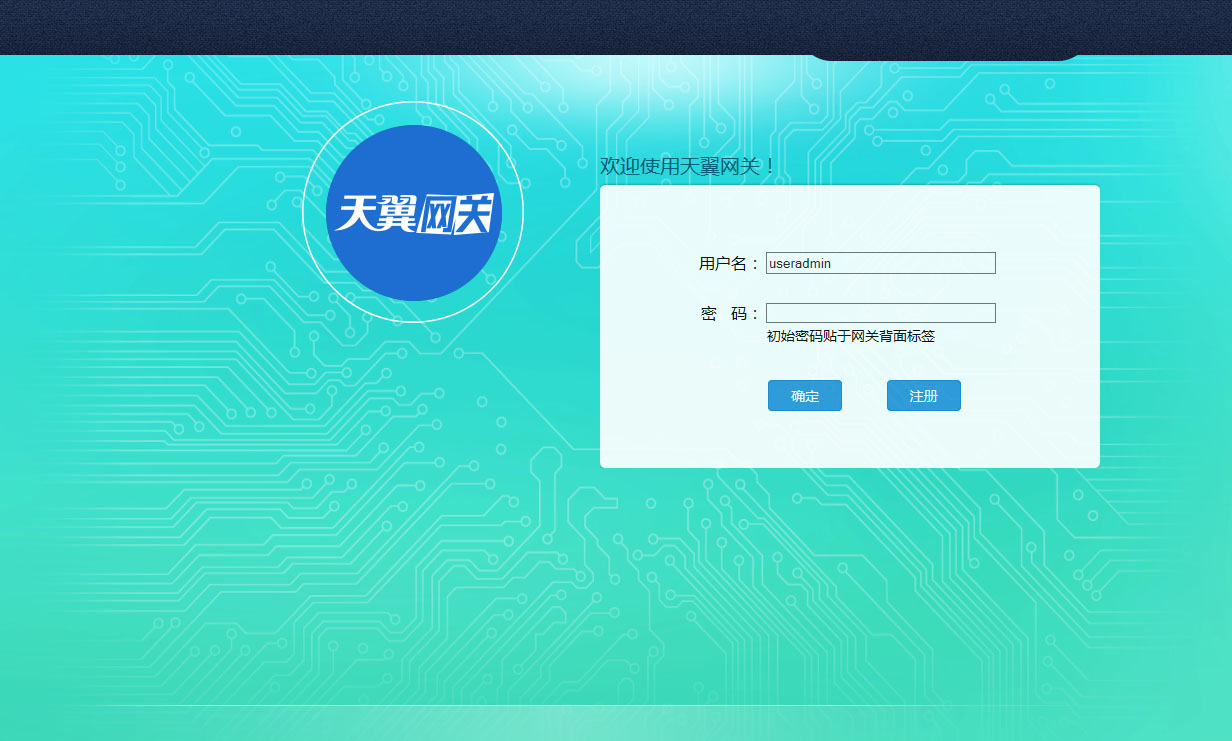 天翼网关
欢迎使用天翼网关！
用户名： useradmin
密 码：
初始密码贴于网关背面标签
确定 注册